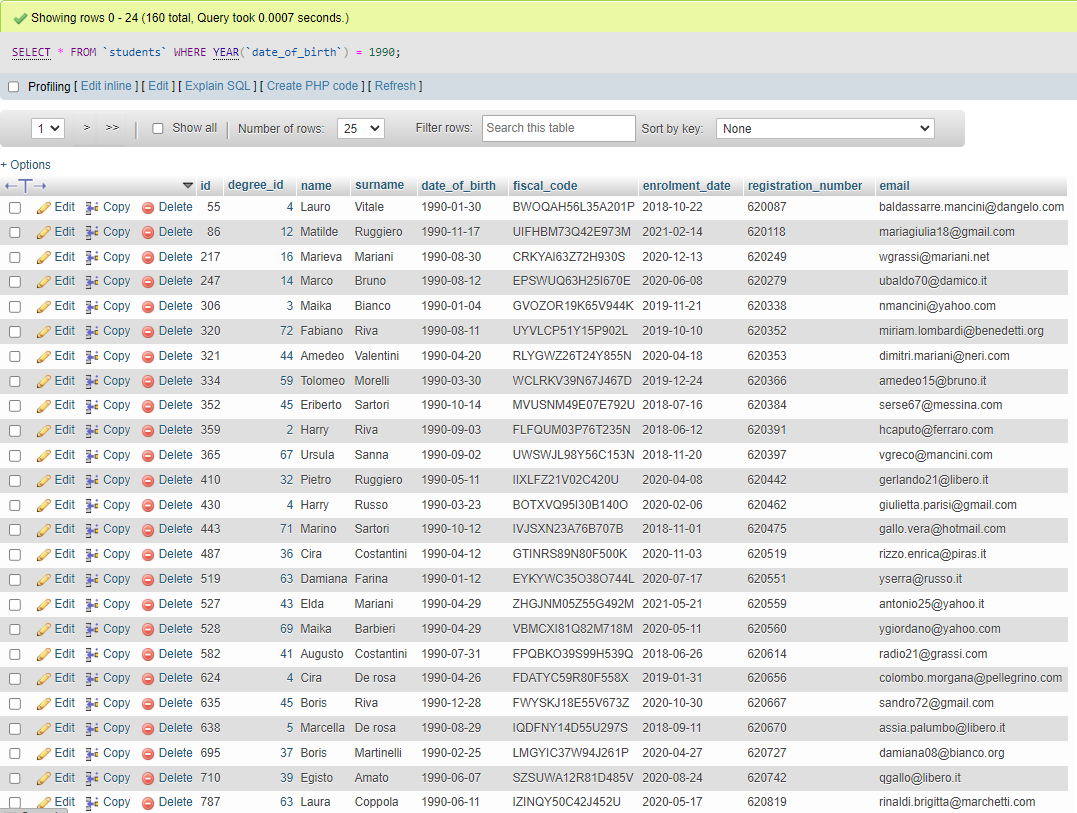 Showing rows 0 - 24 (160 total, Query took 0.0007 seconds.)
SELECT * FROM `students` WHERE YEAR(`date_of_birth`) = 1990;
Profiling [ Edit inline ] [ Edit ] [ Explain SQL ] [ Create PHP code ] [ Refresh ]
1 > >> Show all Number of rows: 25 Filter rows: Search this table Sort by key: None
+ Options
←T→ id degree_id name surname date_of_birth fiscal_code enrolment_date registration_number email
Edit Copy Delete 55 4 Lauro Vitale 1990-01-30 BWOQAH56L35A201P 2018-10-22 620087 baldassarre.mancini@dangelo.com
Edit Copy Delete 86 12 Matilde Ruggiero 1990-11-17 UIFHBM73Q42E973M 2021-02-14 620118 mariagiulia18@gmail.com
Edit Copy Delete 217 16 Marieva Mariani 1990-08-30 CRKYAI63Z72H930S 2020-12-13 620249 wgrassi@mariani.net
Edit Copy Delete 247 14 Marco Bruno 1990-08-12 EPSWUQ63H25I670E 2020-06-08 620279 ubaldo70@damico.it
Edit Copy Delete 306 3 Maika Bianco 1990-01-04 GVOZOR19K65V944K 2019-11-21 620338 nmancini@yahoo.com
Edit Copy Delete 320 72 Fabiano Riva 1990-08-11 UYVLCP51Y15P902L 2019-10-10 620352 miriam.lombardi@benedetti.org
Edit Copy Delete 321 44 Amedeo Valentini 1990-04-20 RLYGWZ26T24Y855N 2020-04-18 620353 dimitri.mariani@neri.com
Edit Copy Delete 334 59 Tolomeo Morelli 1990-03-30 WCLRKV39N67J467D 2019-12-24 620366 amedeo15@bruno.it
Edit Copy Delete 352 45 Eriberto Sartori 1990-10-14 MVUSNM49E07E792U 2018-07-16 620384 serse67@messina.com
Edit Copy Delete 359 2 Harry Riva 1990-09-03 FLFQUM03P76T235N 2018-06-12 620391 hcaputo@ferraro.com
Edit Copy Delete 365 67 Ursula Sanna 1990-09-02 UWSWJL98Y56C153N 2018-11-20 620397 vgreco@mancini.com
Edit Copy Delete 410 32 Pietro Ruggiero 1990-05-11 IIXLFZ21V02C420U 2020-04-08 620442 gerlando21@libero.it
Edit Copy Delete 430 4 Harry Russo 1990-03-23 BOTXVQ95I30B140O 2020-02-06 620462 giulietta.parisi@gmail.com
Edit Copy Delete 443 71 Marino Sartori 1990-10-12 IVJSXN23A76B707B 2018-11-01 620475 gallo.vera@hotmail.com
Edit Copy Delete 487 36 Cira Costantini 1990-04-12 GTINRS89N80F500K 2020-11-03 620519 rizzo.enrica@piras.it
Edit Copy Delete 519 63 Damiana Farina 1990-01-12 EYKYWC35O38O744L 2020-07-17 620551 yserra@russo.it
Edit Copy Delete 527 43 Elda Mariani 1990-04-29 ZHGJNM05Z55G492M 2021-05-21 620559 antonio25@yahoo.it
Edit Copy Delete 528 69 Maika Barbieri 1990-04-29 VBMCXI81Q82M718M 2020-05-11 620560 ygiordano@yahoo.com
Edit Copy Delete 582 41 Augusto Costantini 1990-07-31 FPQBKO39S99H539Q 2018-06-26 620614 radio21@grassi.com
Edit Copy Delete 624 4 Cira De rosa 1990-04-26 FDATYC59R80F558X 2019-01-31 620656 colombo.morgana@pellegrino.com
Edit Copy Delete 635 45 Boris Riva 1990-12-28 FWYSKJ18E55V673Z 2020-10-30 620667 sandro72@gmail.com
Edit Copy Delete 638 5 Marcella De rosa 1990-08-29 IQDFNY14D55U297S 2018-09-11 620670 assia.palumbo@libero.it
Edit Copy Delete 695 37 Boris Martinelli 1990-02-25 LMGYIC37W94J261P 2020-04-27 620727 damiana08@bianco.org
Edit Copy Delete 710 39 Egisto Amato 1990-06-07 SZSUWA12R81D485V 2020-08-24 620742 qgallo@libero.it
Edit Copy Delete 787 63 Laura Coppola 1990-06-11 IZINQY50C42J452U 2020-05-17 620819 rinaldi.brigitta@marchetti.com